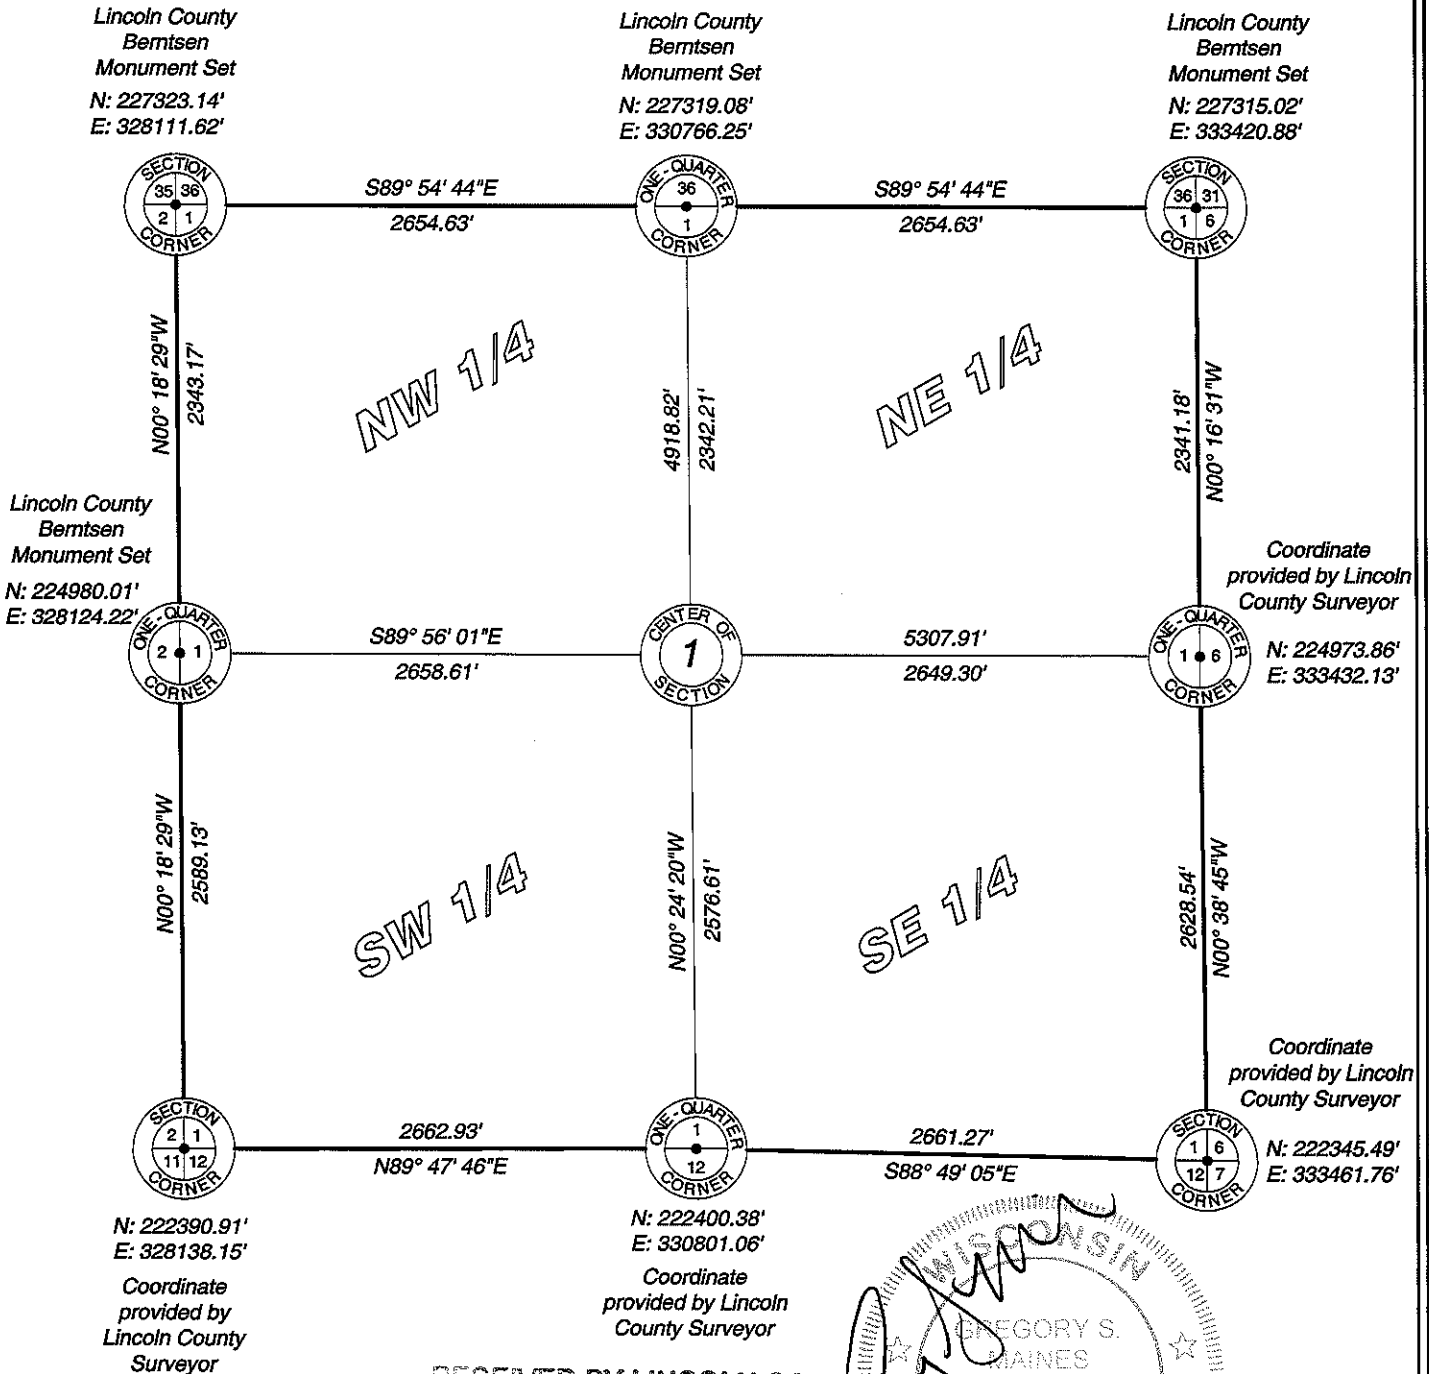 Lincoln County
Berntsen
Monument Set
N: 227323.14'
E: 328111.62'
Lincoln County
Berntsen
Monument Set
N: 227319.08'
E: 330766.25'
Lincoln County
Berntsen
Monument Set
N: 227315.02'
E: 333420.88'
SECTION
35 36
2 1
CORNER
S89° 54' 44"E
2654.63'
ONE-QUARTER
36
1
CORNER
S89° 54' 44"E
2654.63'
SECTION
36 31
1 6
CORNER
N00° 18' 29"W
2343.17'
NW 1/4
4918.82'
2342.21'
NE 1/4
2341.18'
N00° 16' 31"W
Lincoln County
Berntsen
Monument Set
N: 224980.01'
E: 328124.22'
ONE-QUARTER
2 1
CORNER
S89° 56' 01"E
2658.61'
CENTER OF
1
SECTION
5307.91'
2649.30'
ONE-QUARTER
1 6
CORNER
Coordinate
provided by Lincoln
County Surveyor
N: 224973.86'
E: 333432.13'
N00° 18' 29"W
2589.13'
SW 1/4
N00° 24' 20"W
2576.61'
SE 1/4
2628.54'
N00° 38' 45"W
SECTION
2 1
11 12
CORNER
2662.93'
N89° 47' 46"E
ONE-QUARTER
1
12
CORNER
2661.27'
S88° 49' 05"E
SECTION
1 6
12 7
CORNER
Coordinate
provided by Lincoln
County Surveyor
N: 222345.49'
E: 333461.76'
N: 222390.91'
E: 328138.15'
Coordinate
provided by
Lincoln County
Surveyor
N: 222400.38'
E: 330801.06'
Coordinate
provided by Lincoln
County Surveyor
WISCONSIN
GREGORY S.
MAINES
RECEIVED BY LINCOLN